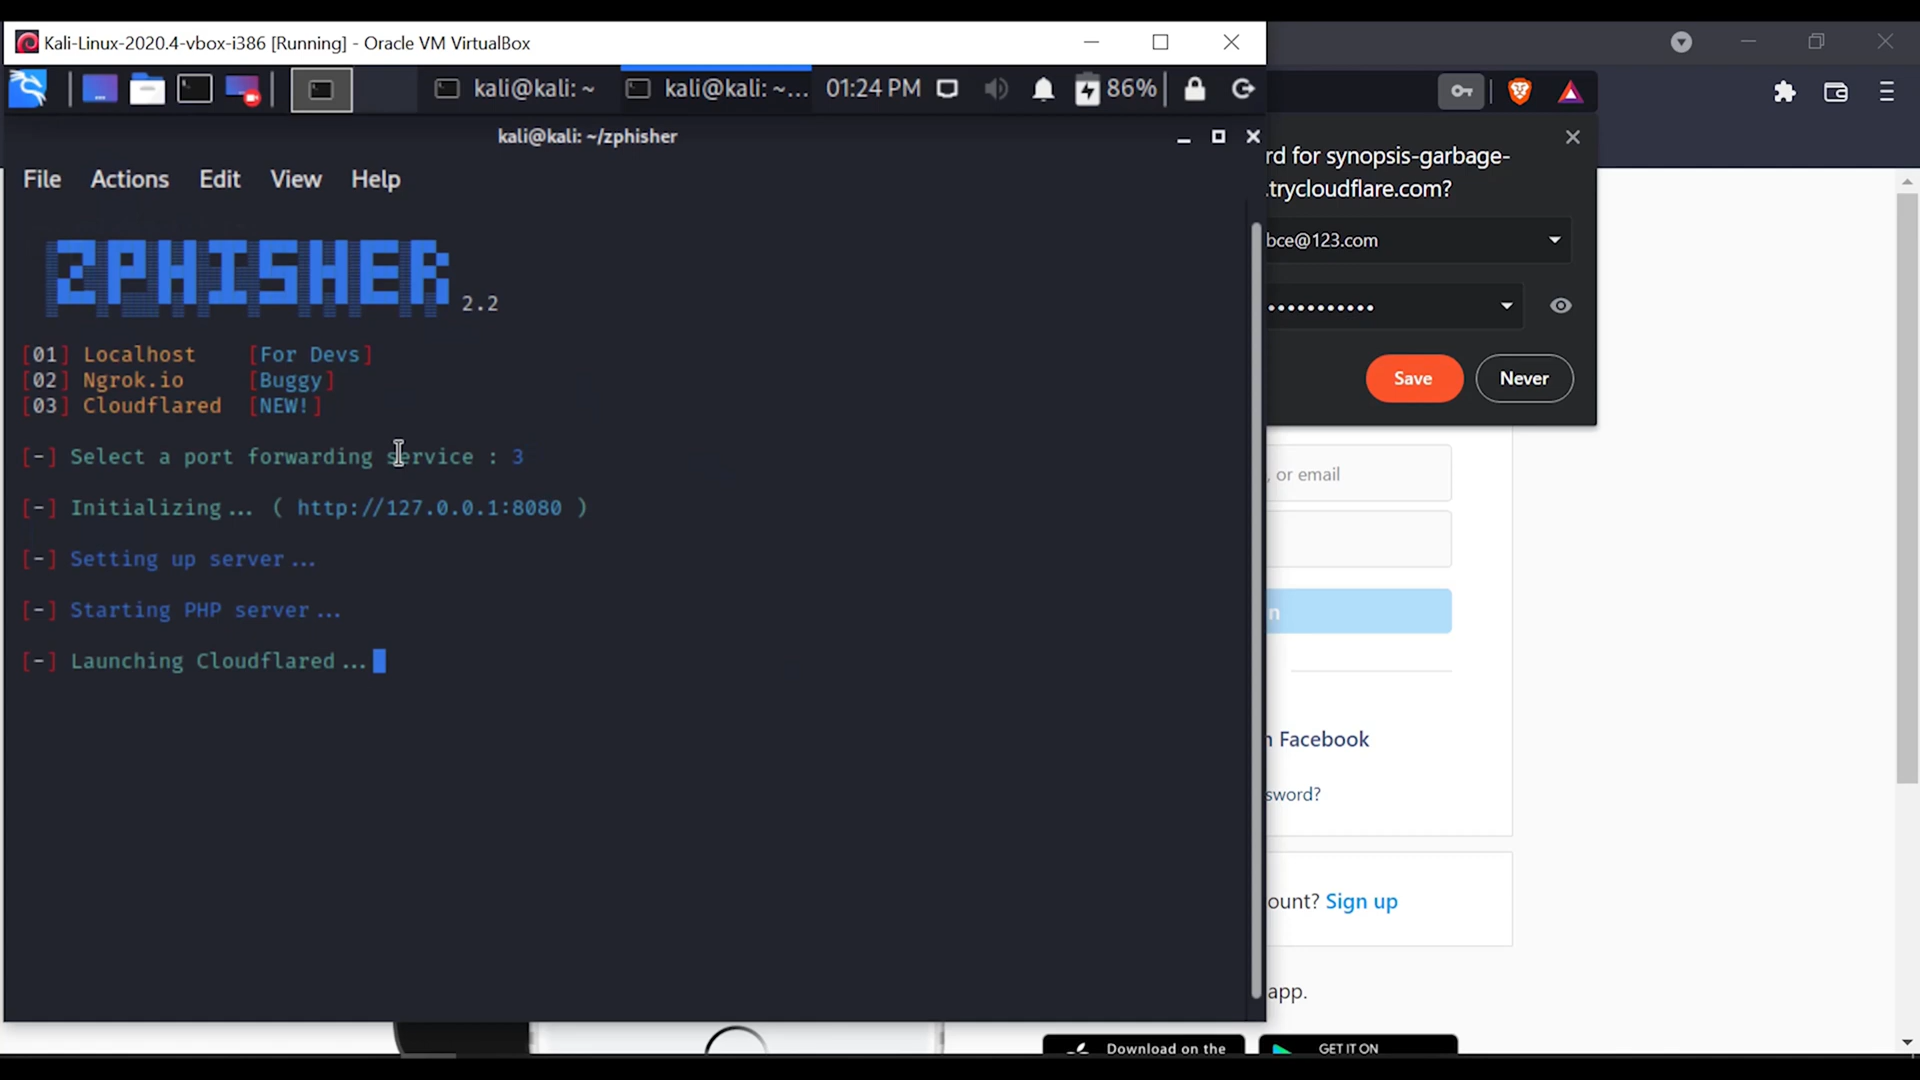 Kali-Linux-2020.4-vbox-i386 [Running] - Oracle VM VirtualBox
kali@kali: ~
kali@kali: ~...
01:24 PM
86%
kali@kali: ~/zphisher
File Actions Edit View Help
ZPHISHER 2.2
[01] Localhost [For Devs]
[02] Ngrok.io [Buggy]
[03] Cloudflared [NEW!]
[-] Select a port forwarding service : 3
[-] Initializing... ( http://127.0.0.1:8080 )
[-] Setting up server...
[-] Starting PHP server...
[-] Launching Cloudflared...
rd for synopsis-garbage-
.trycloudflare.com?
bce@123.com
Save
Never
, or email
n
n Facebook
sword?
ount? Sign up
app.
Download on the
GET IT ON